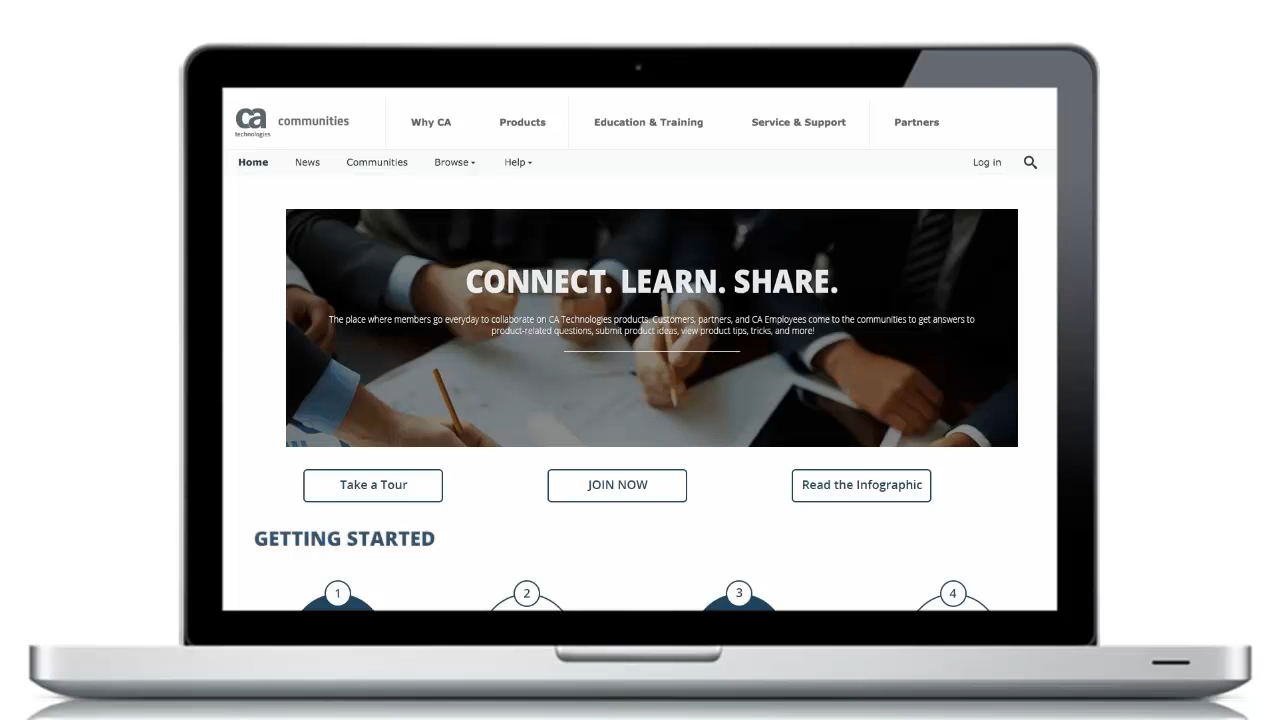 ca communities
technologies
Why CA
Products
Education & Training
Service & Support
Partners
Home
News
Communities
Browse
Help
Log in
CONNECT. LEARN. SHARE.
The place where members go everyday to collaborate on CA Technologies products. Customers, partners, and CA Employees come to the communities to get answers to
product-related questions, submit product ideas, view product tips, tricks, and more!
Take a Tour
JOIN NOW
Read the Infographic
GETTING STARTED
1
2
3
4